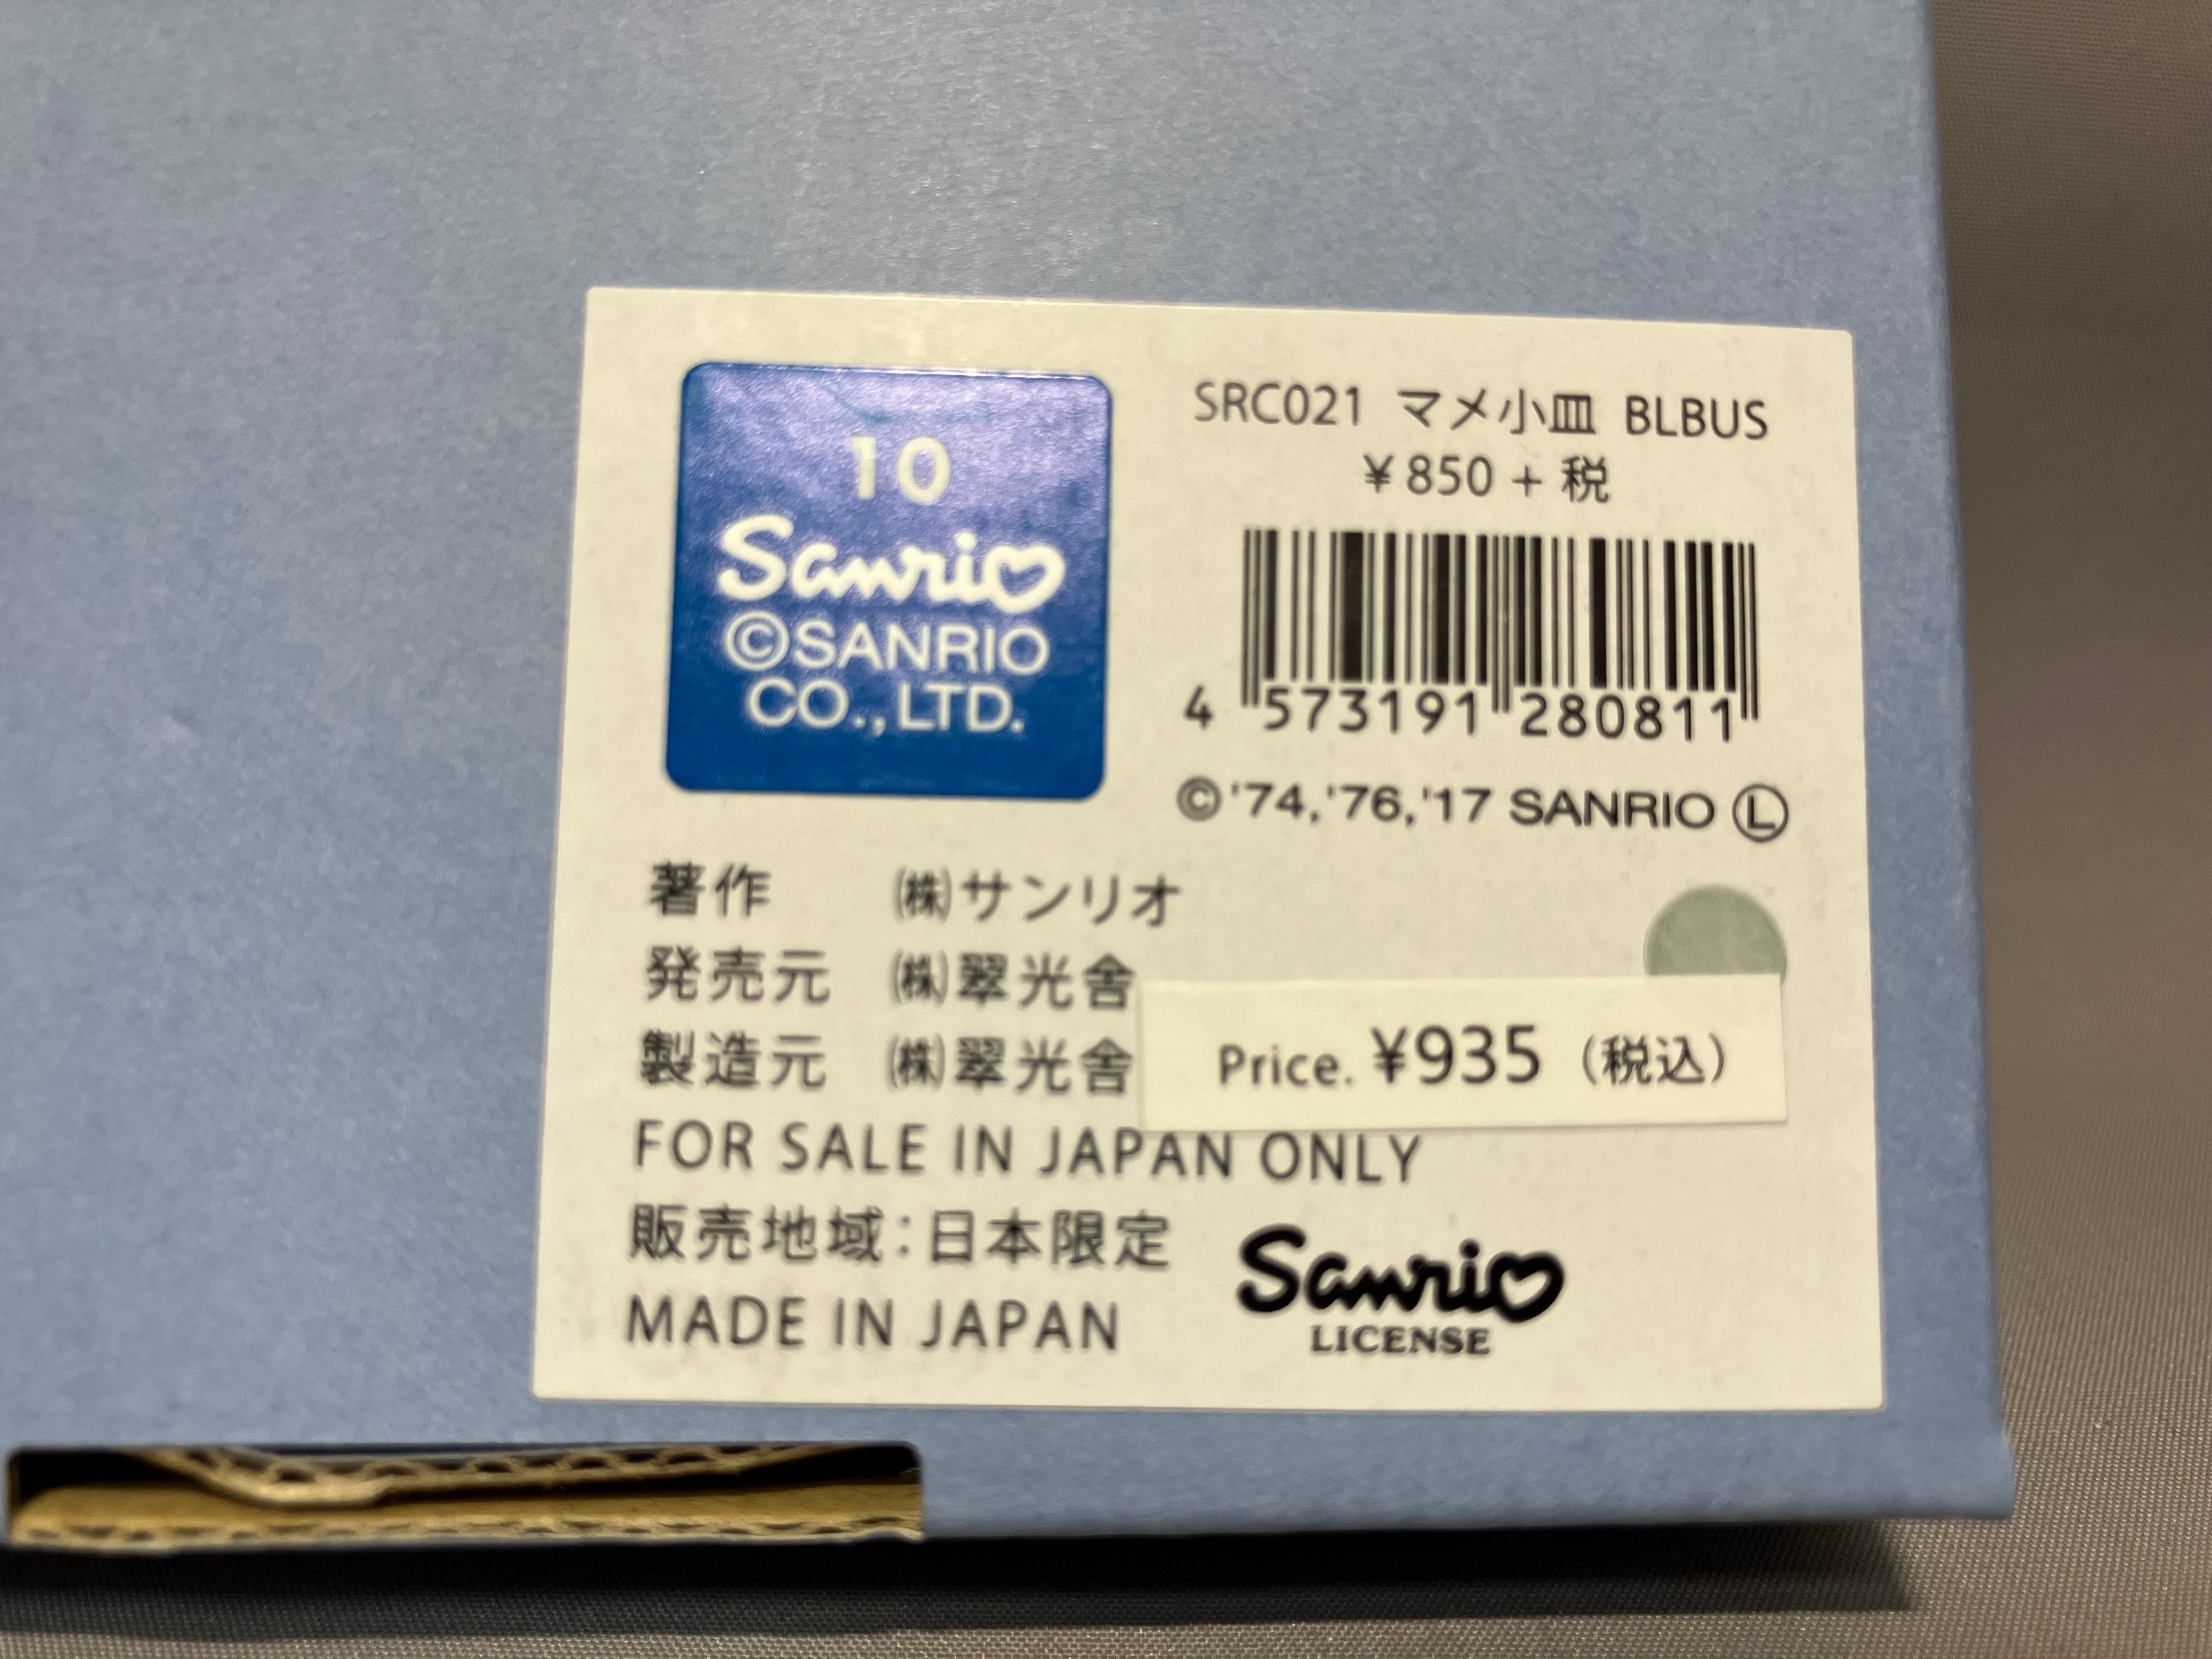 10
Sanrio
©SANRIO
CO., LTD.
SRC021 マメ小皿 BLBUS
¥850+税
4 573191 280811
©'74,'76,'17 SANRIO Ⓛ
著作 ㈱サンリオ
発売元 ㈱翠光舎
製造元 ㈱翠光舎
Price. ¥935 (税込)
FOR SALE IN JAPAN ONLY
販売地域:日本限定
MADE IN JAPAN
Sanrio
LICENSE